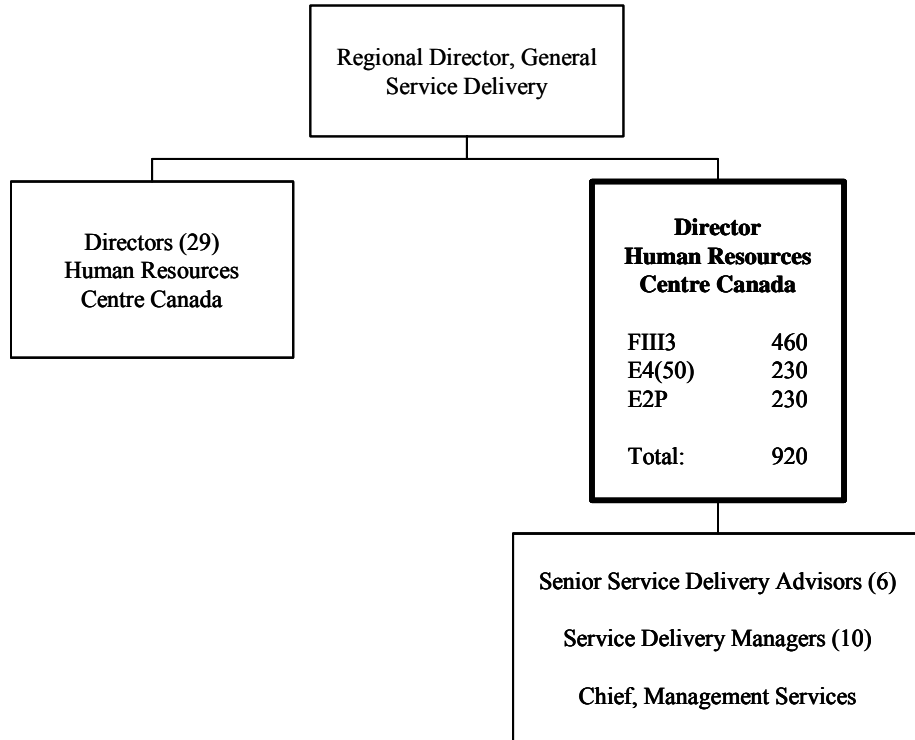 Regional Director, General
Service Delivery
Directors (29)
Human Resources
Centre Canada
Director
Human Resources
Centre Canada
FIII3 460
E4(50) 230
E2P 230
Total: 920
Senior Service Delivery Advisors (6)
Service Delivery Managers (10)
Chief, Management Services